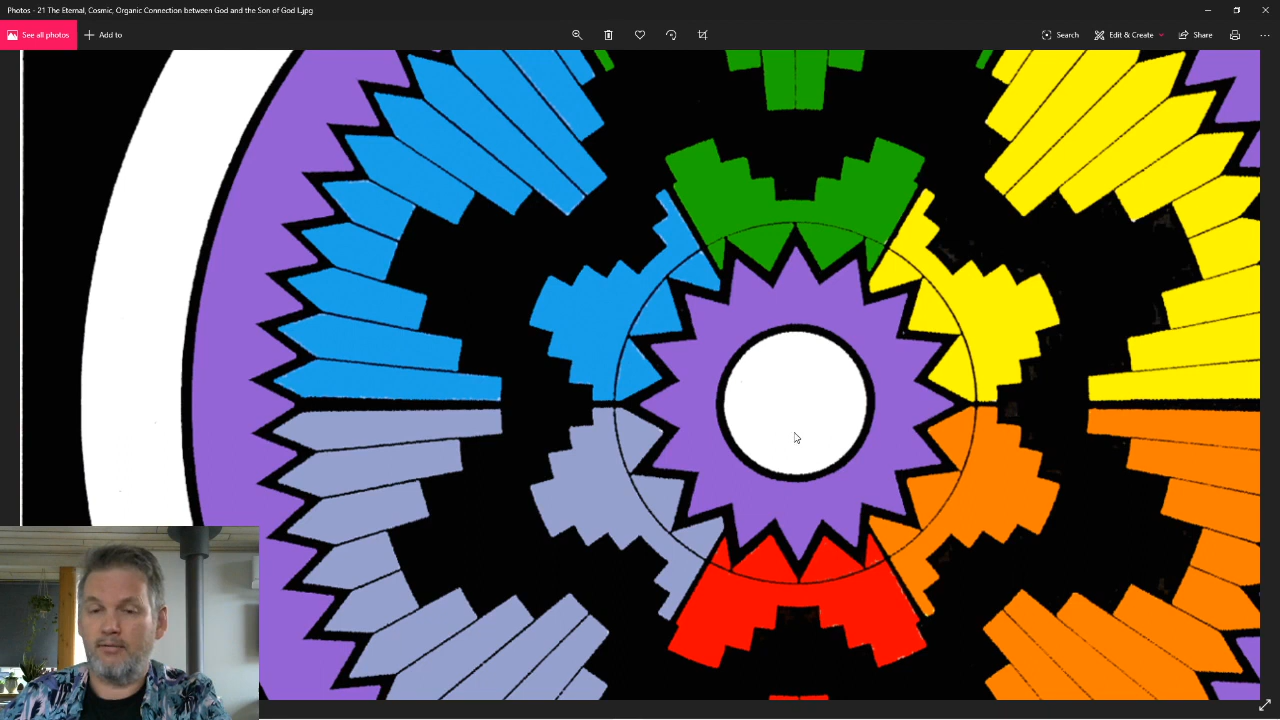 Photos - 21 The Eternal, Cosmic, Organic Connection between God and the Son of God I.jpg
See all photos
Add to
Search
Edit & Create
Share